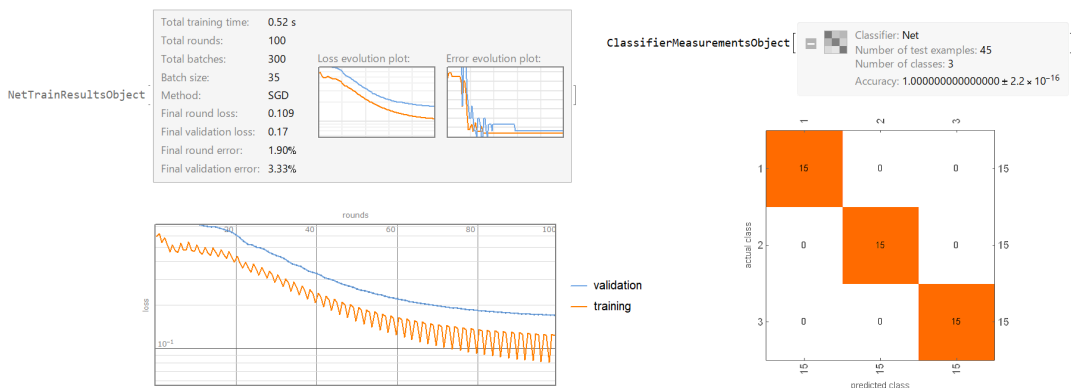 NetTrainResultsObject[
Total training time: 0.52 s
Total rounds: 100
Total batches: 300
Batch size: 35
Method: SGD
Final round loss: 0.109
Final validation loss: 0.17
Final round error: 1.90%
Final validation error: 3.33%
Loss evolution plot:
Error evolution plot:
]
rounds
20 40 60 80 100
loss
10⁻¹
validation
training
ClassifierMeasurementsObject[
Classifier: Net
Number of test examples: 45
Number of classes: 3
Accuracy: 1.000000000000000 ± 2.2 × 10⁻¹⁶
]
1 2 3
1 15 0 0 15
2 0 15 0 15
3 0 0 15 15
actual class
15 15 15
predicted class